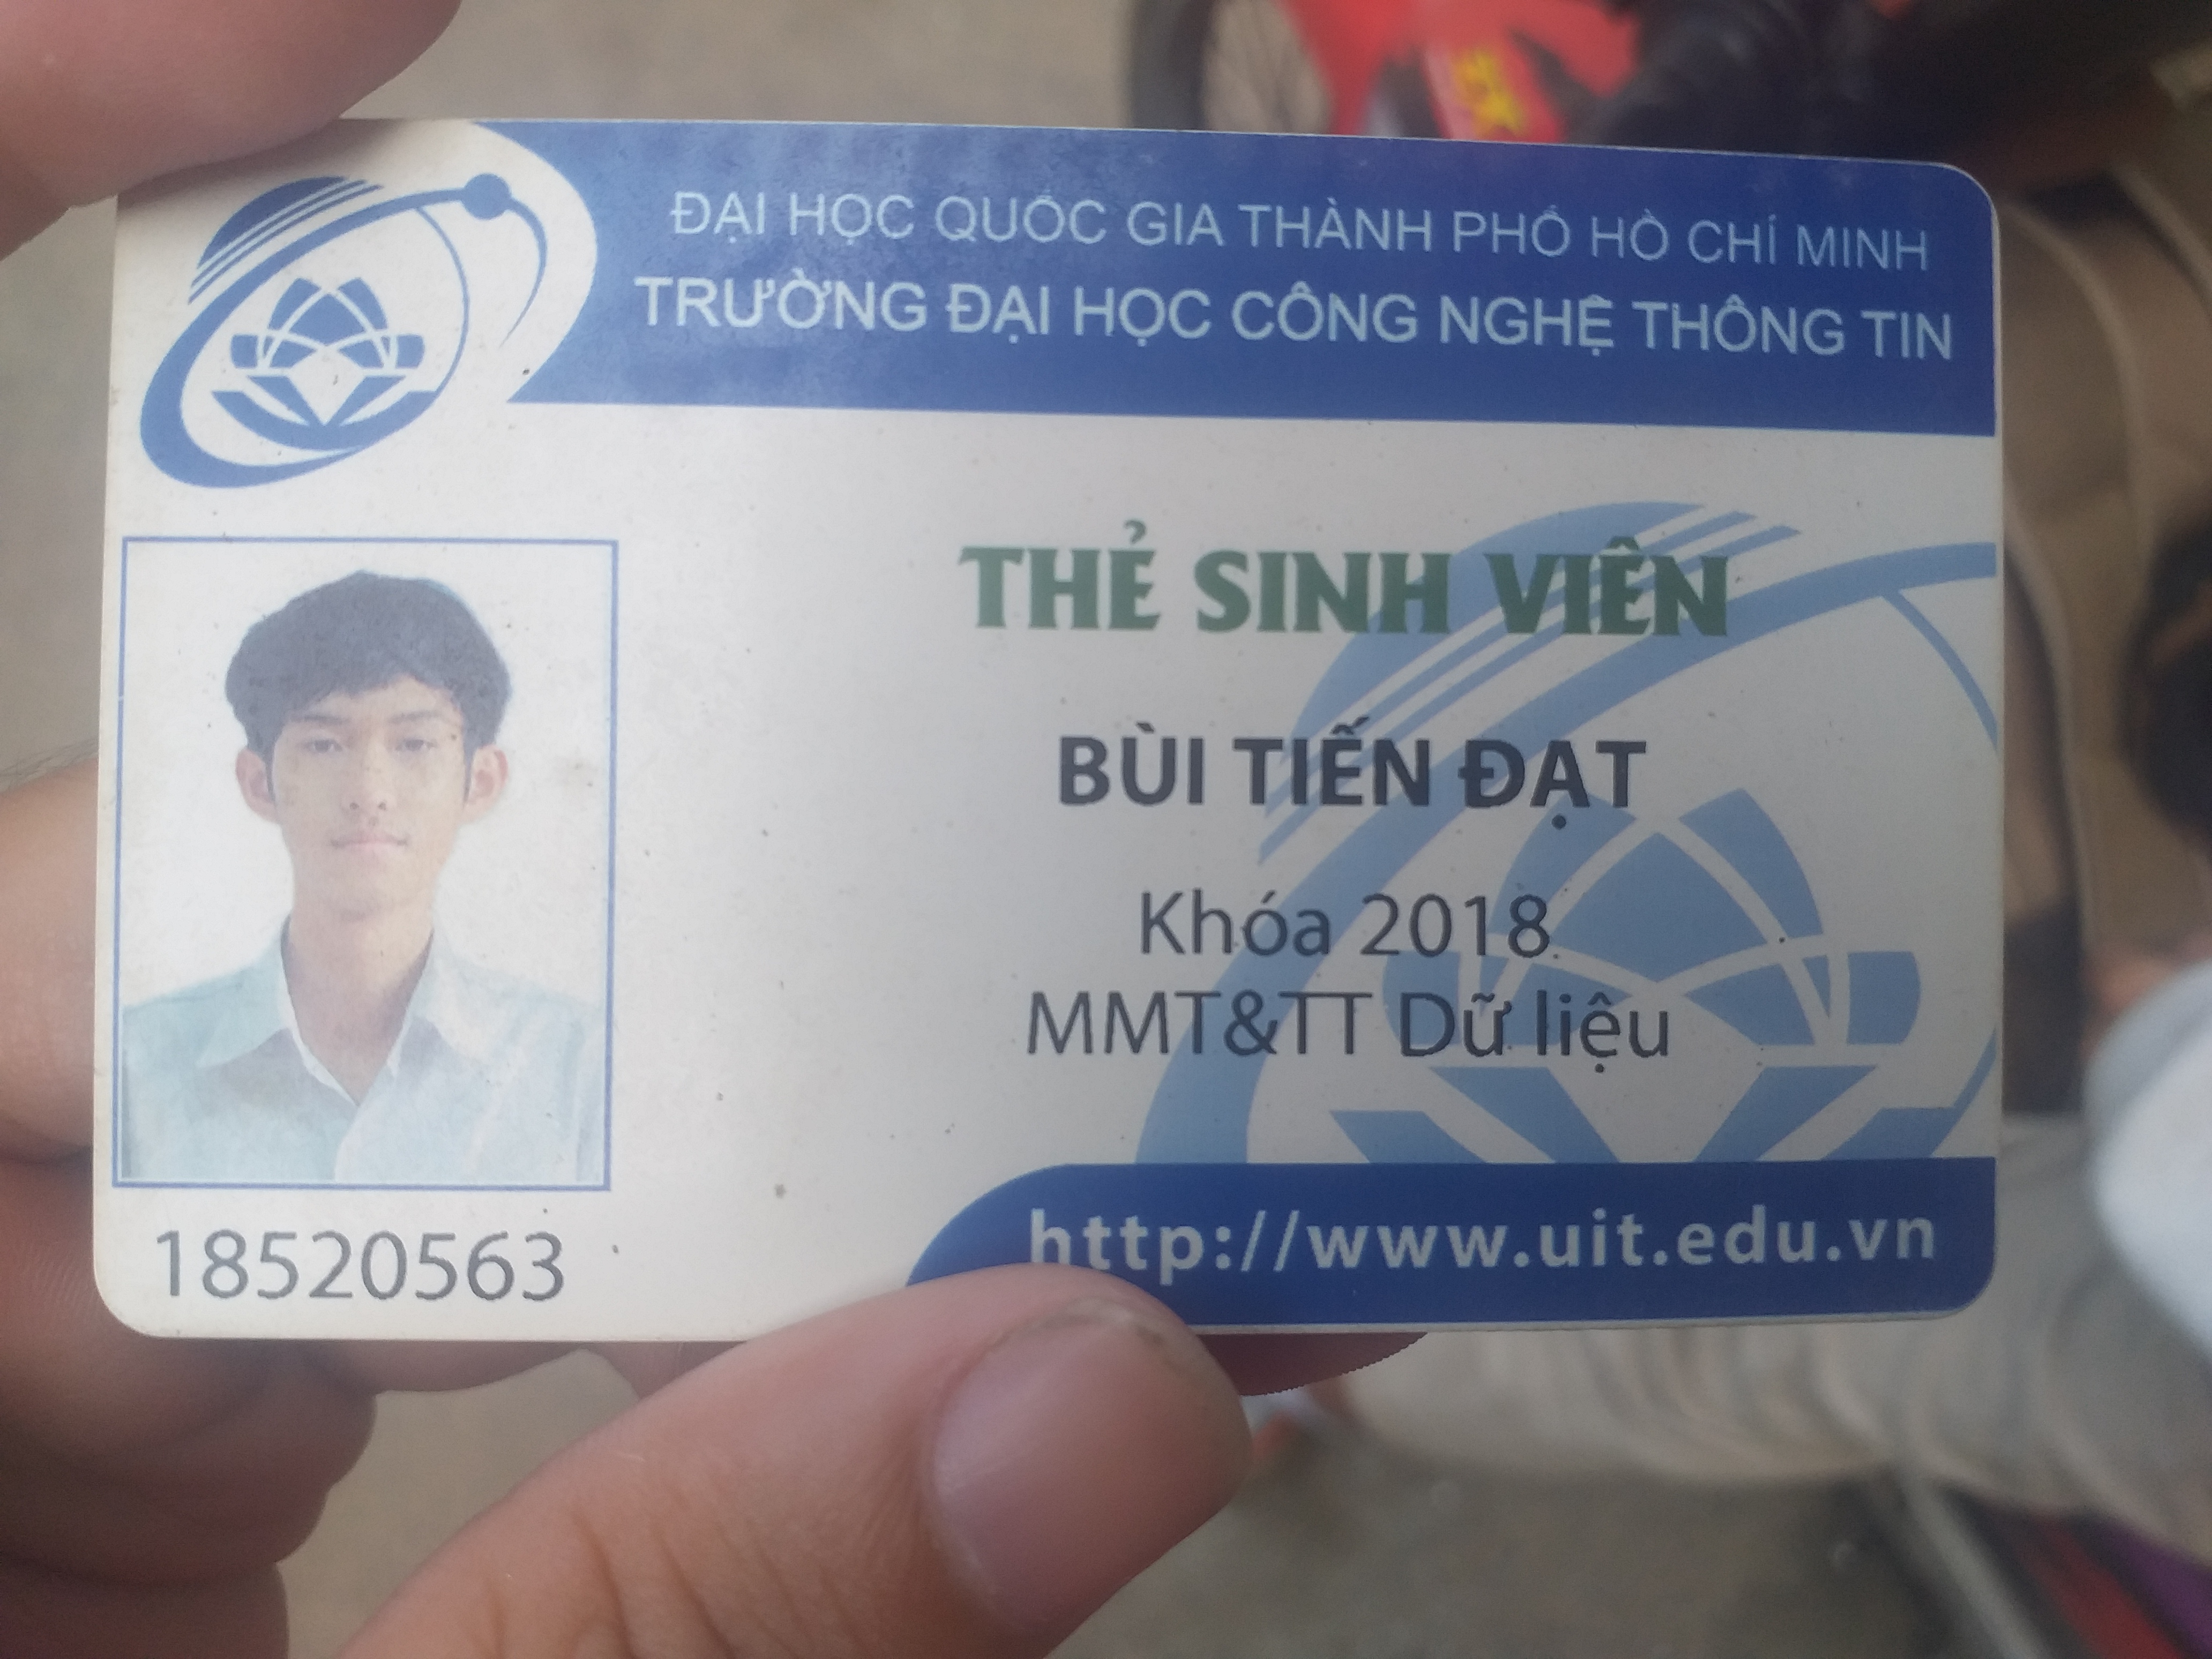 ĐẠI HỌC QUỐC GIA THÀNH PHỐ HỒ CHÍ MINH
TRƯỜNG ĐẠI HỌC CÔNG NGHỆ THÔNG TIN
THẺ SINH VIÊN
BÙI TIẾN ĐẠT
Khóa 2018
MMT&TT Dữ liệu
18520563
http://www.uit.edu.vn